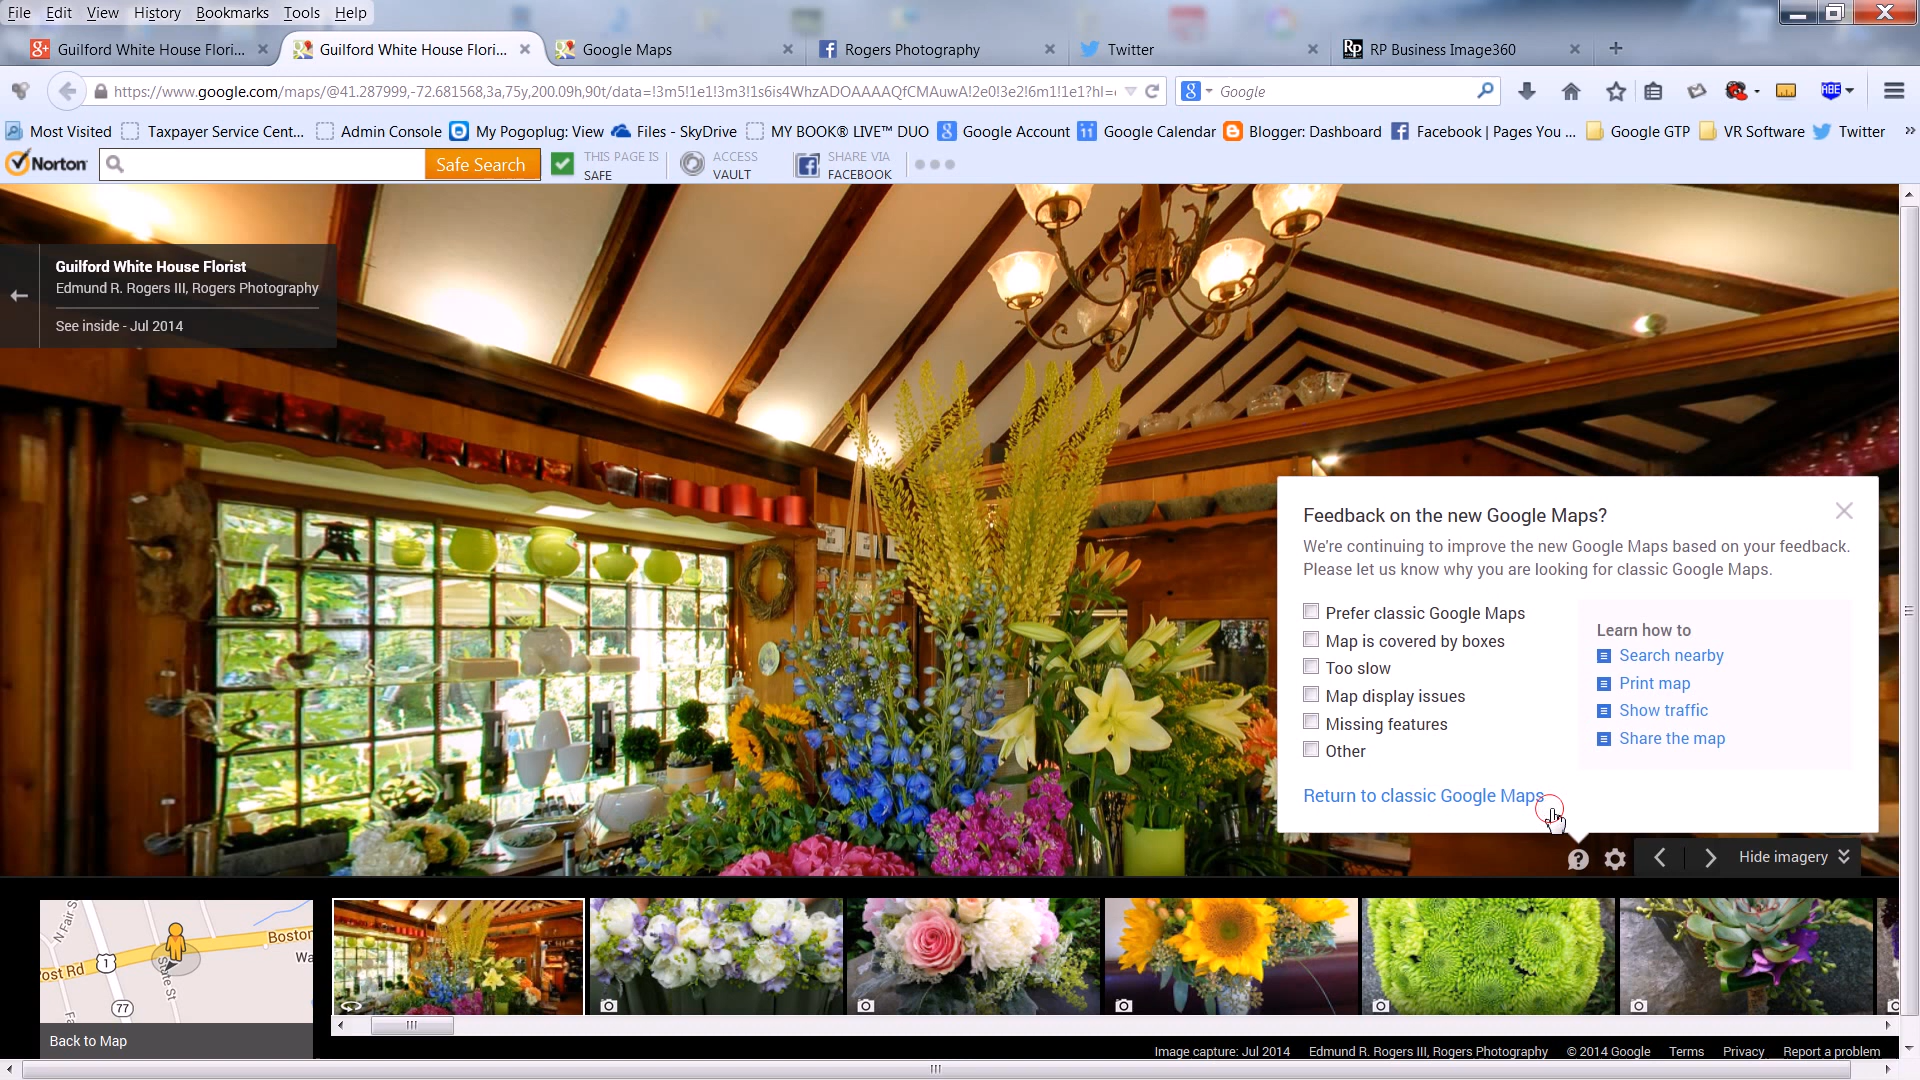 File Edit View History Bookmarks Tools Help
Guilford White House Flori...
Guilford White House Flori...
Google Maps
Rogers Photography
Twitter
RP Business Image360
https://www.google.com/maps/@41.287999,-72.681568,3a,75y,200.09h,90t/data=!3m5!1e1!3m3!1s6is4WhzADOAAAAQfCMAuwA!2e0!3e2!6m1!1e1?hl=
Google
ABE
Most Visited
Taxpayer Service Cent...
Admin Console
My Pogoplug: View
Files - SkyDrive
MY BOOK® LIVE™ DUO
Google Account
Google Calendar
Blogger: Dashboard
Facebook | Pages You ...
Google GTP
VR Software
Twitter
Norton
Safe Search
THIS PAGE IS
SAFE
ACCESS
VAULT
SHARE VIA
FACEBOOK
Guilford White House Florist
Edmund R. Rogers III, Rogers Photography
See inside - Jul 2014
Feedback on the new Google Maps?
We're continuing to improve the new Google Maps based on your feedback.
Please let us know why you are looking for classic Google Maps.
Prefer classic Google Maps
Map is covered by boxes
Too slow
Map display issues
Missing features
Other
Learn how to
Search nearby
Print map
Show traffic
Share the map
Return to classic Google Maps
Hide imagery
N Fair S
Boston
Wa
1
ost Rd
State St
77
Fa
Back to Map
Image capture: Jul 2014 Edmund R. Rogers III, Rogers Photography © 2014 Google Terms Privacy Report a problem